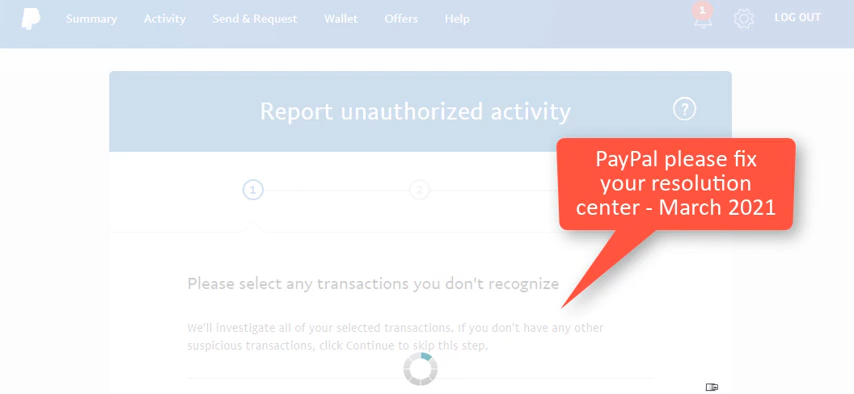 Summary Activity Send & Request Wallet Offers Help 1 LOG OUT
Report unauthorized activity ?
1 2
PayPal please fix
your resolution
center - March 2021
Please select any transactions you don't recognize
We'll investigate all of your selected transactions. If you don't have any other
suspicious transactions, click Continue to skip this step.